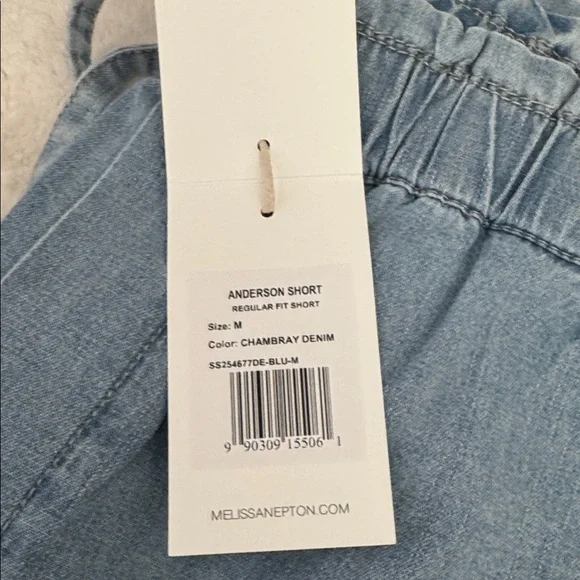 ANDERSON SHORT
REGULAR FIT SHORT
Size: M
Color: CHAMBRAY DENIM
SS254677DE-BLU-M
9 90309 15506 1
MELISSANEPTON.COM